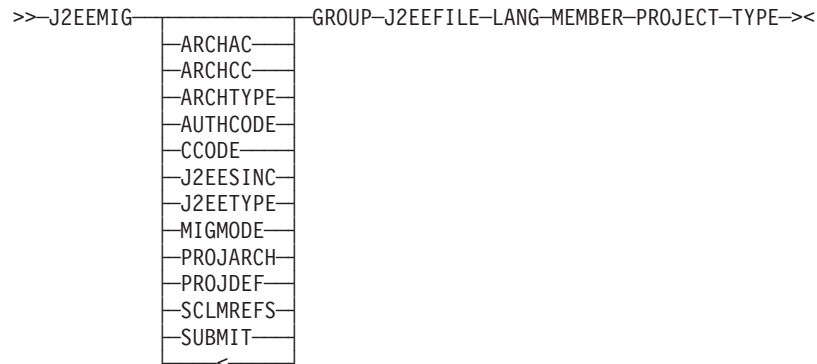 >>─J2EEMIG─┬──────────┬─GROUP─J2EEFILE─LANG─MEMBER─PROJECT─TYPE─><
├─ARCHAC───┤
├─ARCHCC───┤
├─ARCHTYPE─┤
├─AUTHCODE─┤
├─CCODE────┤
├─J2EESINC─┤
├─J2EETYPE─┤
├─MIGMODE──┤
├─PROJARCH─┤
├─PROJDEF──┤
├─SCLMREFS─┤
├─SUBMIT───┤
└────<─────┘